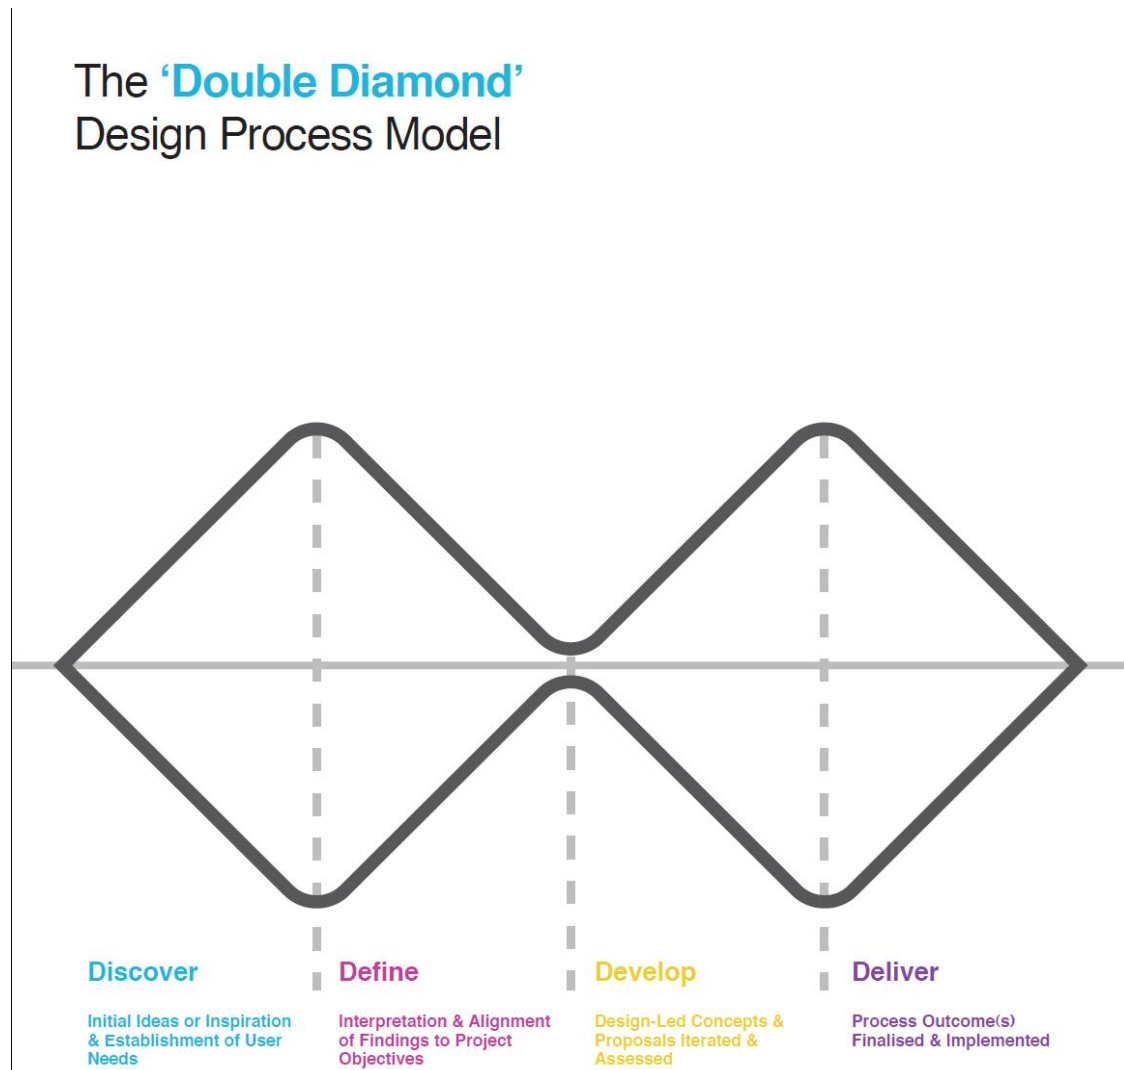 The ‘Double Diamond’
Design Process Model
Discover
Initial Ideas or Inspiration
& Establishment of User
Needs
Define
Interpretation & Alignment
of Findings to Project
Objectives
Develop
Design-Led Concepts &
Proposals Iterated &
Assessed
Deliver
Process Outcome(s)
Finalised & Implemented